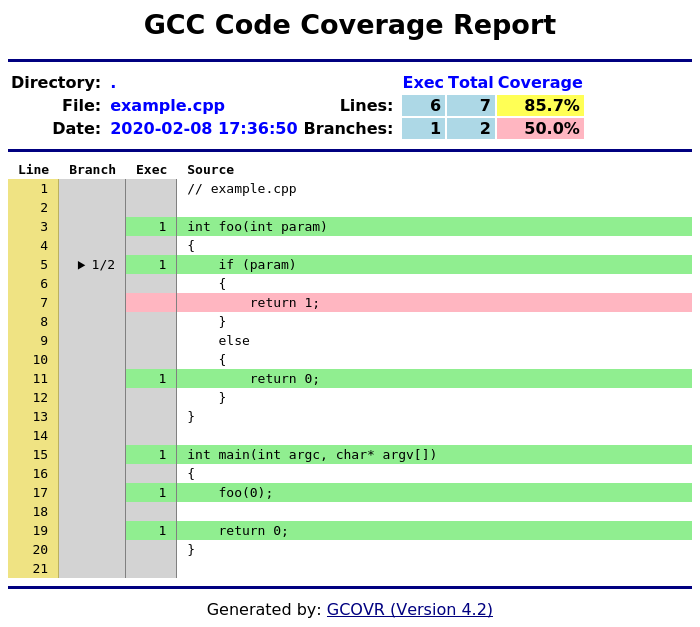 GCC Code Coverage Report
Directory: . Exec Total Coverage
File: example.cpp Lines: 6 7 85.7%
Date: 2020-02-08 17:36:50 Branches: 1 2 50.0%
Line Branch Exec Source
1 // example.cpp
2
3 1 int foo(int param)
4 {
5 ▶ 1/2 1 if (param)
6 {
7 return 1;
8 }
9 else
10 {
11 1 return 0;
12 }
13 }
14
15 1 int main(int argc, char* argv[])
16 {
17 1 foo(0);
18
19 1 return 0;
20 }
21
Generated by: GCOVR (Version 4.2)